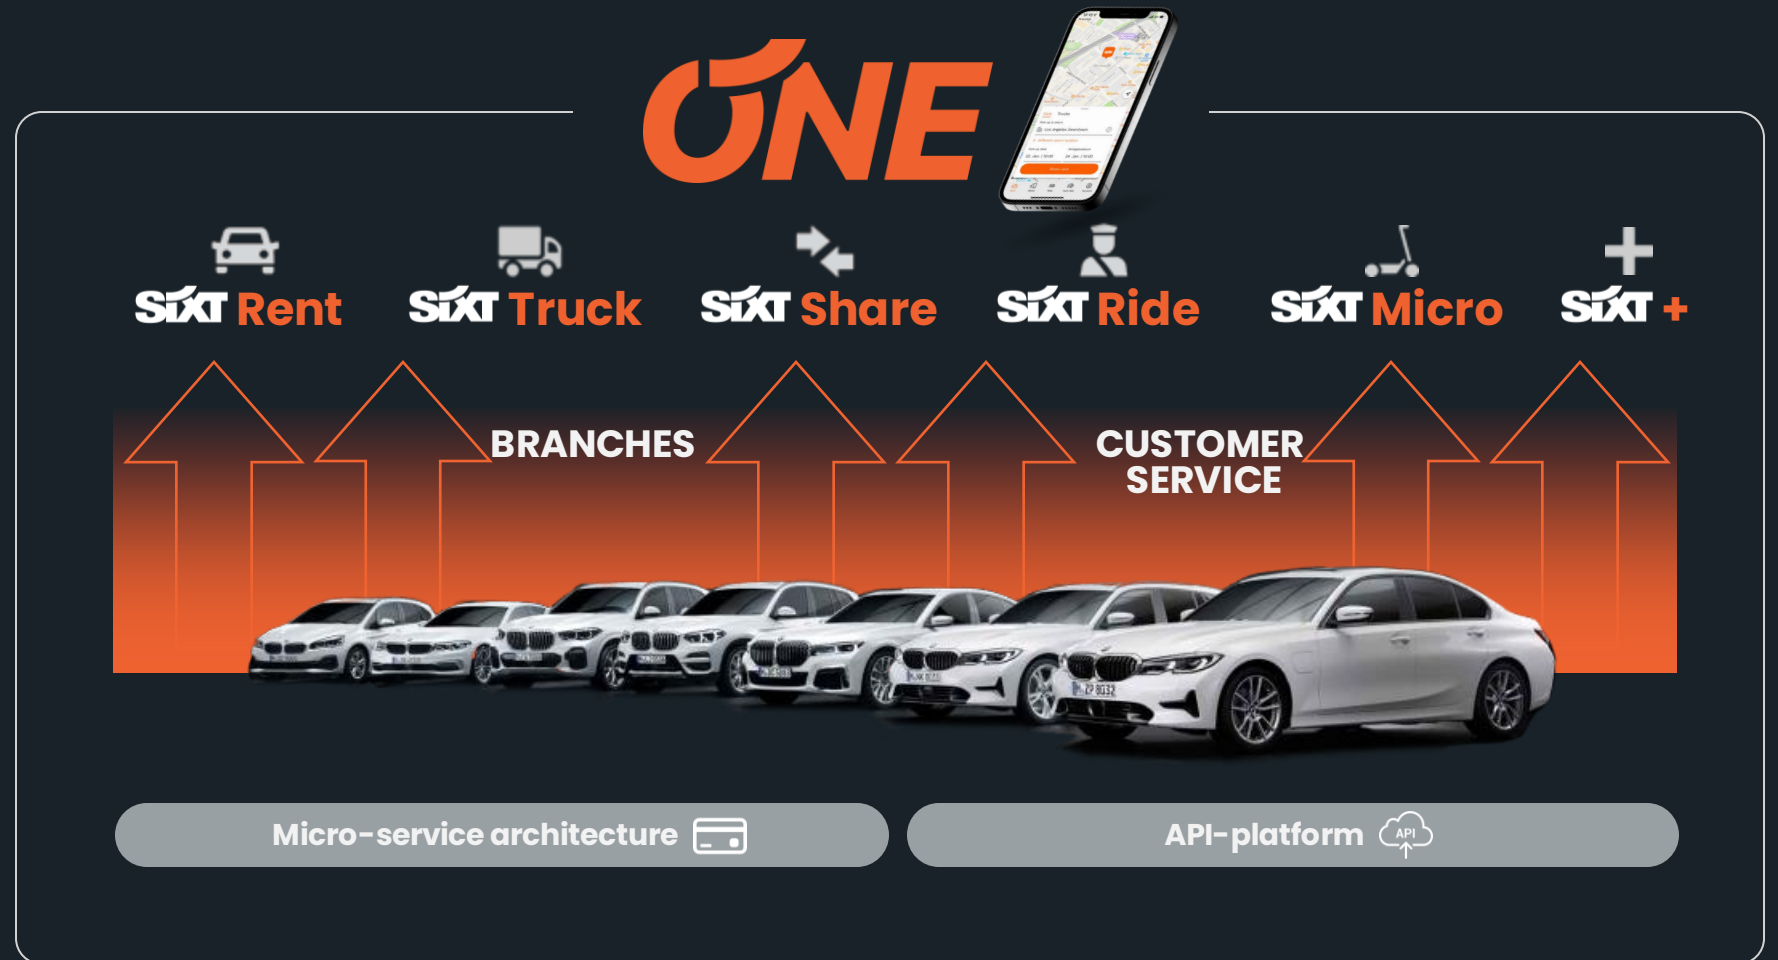 ONE
SIXT Rent
SIXT Truck
SIXT Share
SIXT Ride
SIXT Micro
SIXT +
BRANCHES
CUSTOMER
SERVICE
Micro-service architecture
API-platform
API